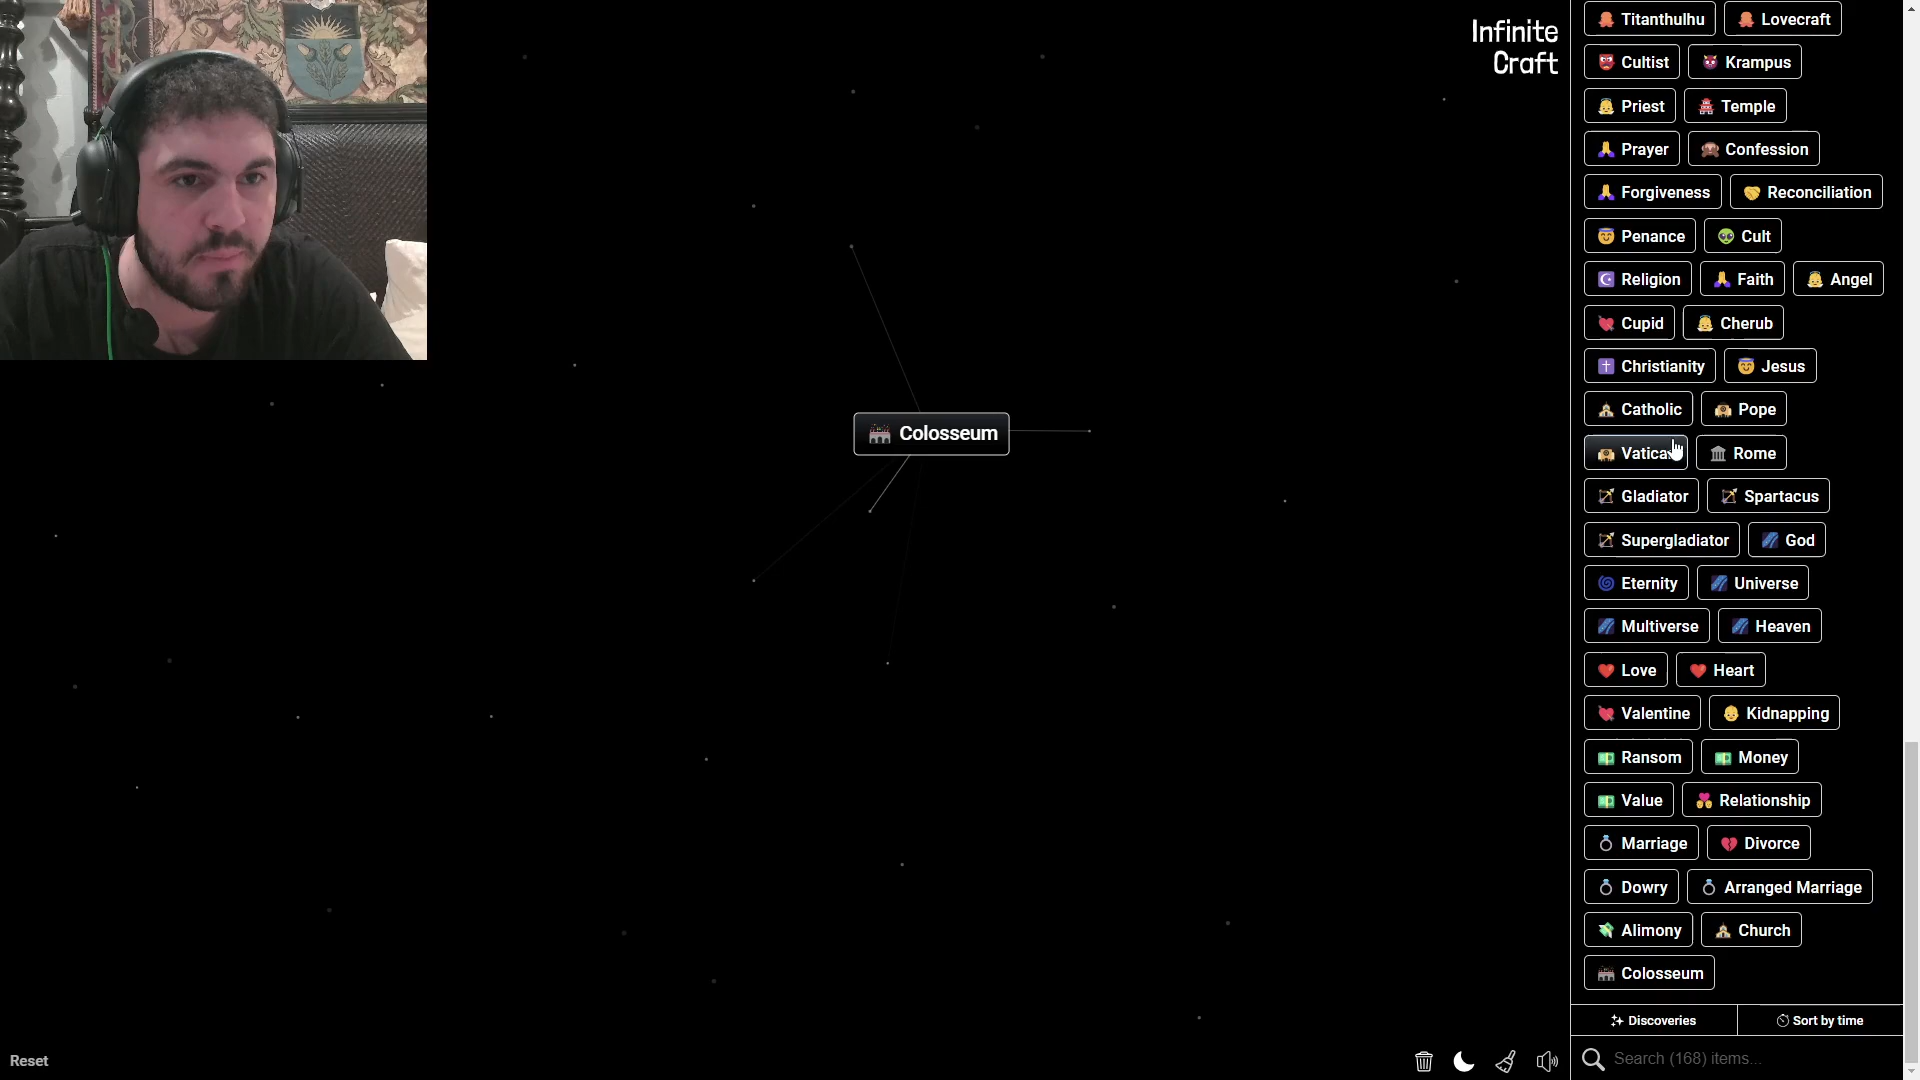 Infinite
Craft
Titanthulhu Lovecraft
Cultist Krampus
Priest Temple
Prayer Confession
Forgiveness Reconciliation
Penance Cult
Religion Faith Angel
Cupid Cherub
Christianity Jesus
Catholic Pope
Colosseum
Vatica Rome
Gladiator Spartacus
Supergladiator God
Eternity Universe
Multiverse Heaven
Love Heart
Valentine Kidnapping
Ransom Money
Value Relationship
Marriage Divorce
Dowry Arranged Marriage
Alimony Church
Colosseum
Discoveries Sort by time
Search (168) items...
Reset